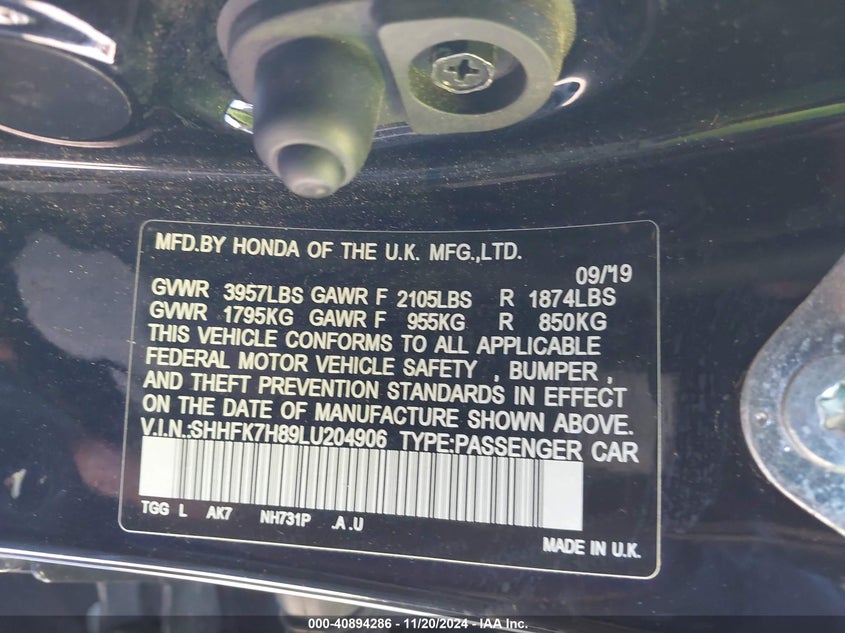 MFD.BY HONDA OF THE U.K. MFG.,LTD.
09/19
GVWR 3957LBS GAWR F 2105LBS R 1874LBS
GVWR 1795KG GAWR F 955KG R 850KG
THIS VEHICLE CONFORMS TO ALL APPLICABLE
FEDERAL MOTOR VEHICLE SAFETY , BUMPER ,
AND THEFT PREVENTION STANDARDS IN EFFECT
ON THE DATE OF MANUFACTURE SHOWN ABOVE.
V.I.N.:SHHFK7H89LU204906 TYPE:PASSENGER CAR
TGG L AK7 NH731P .A .U
MADE IN U.K.
000-40894286 - 11/20/2024 - IAA Inc.